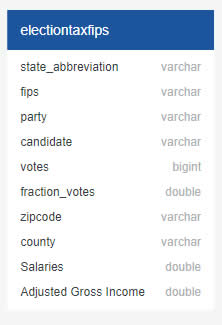 electiontaxfips
state_abbreviation varchar
fips varchar
party varchar
candidate varchar
votes bigint
fraction_votes double
zipcode varchar
county varchar
Salaries double
Adjusted Gross Income double